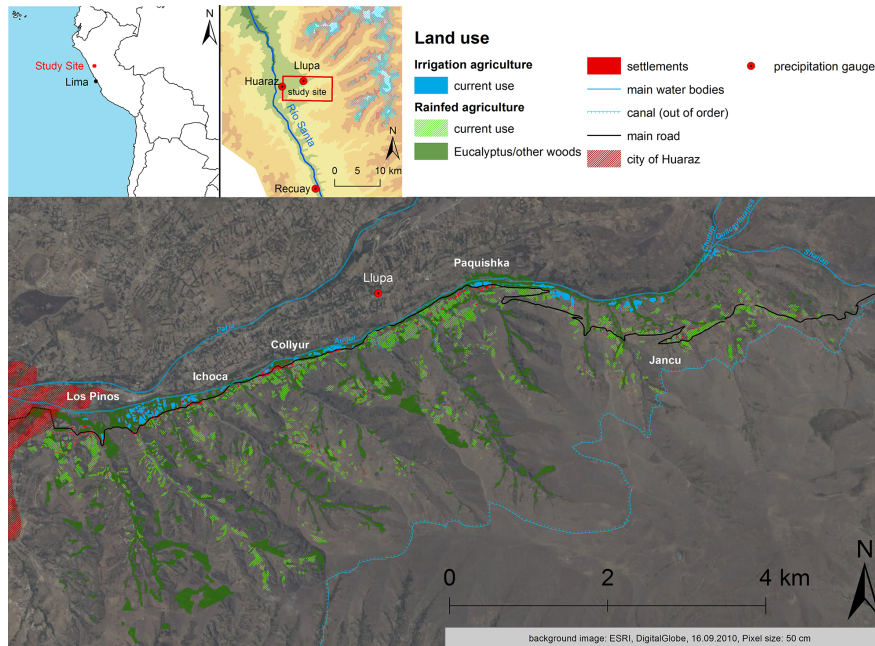 N
Study Site
Lima
Llupa
Huaraz
study site
Río Santa
N
0 5 10 km
Recuay
Land use
Irrigation agriculture
current use
Rainfed agriculture
current use
Eucalyptus/other woods
settlements
main water bodies
canal (out of order)
main road
city of Huaraz
precipitation gauge
Shallap
Paquishka
Llupa
Paria
Auqui
Collyur
Jancu
Ichoca
Los Pinos
N
0 2 4 km
background image: ESRI, DigitalGlobe, 16.09.2010, Pixel size: 50 cm